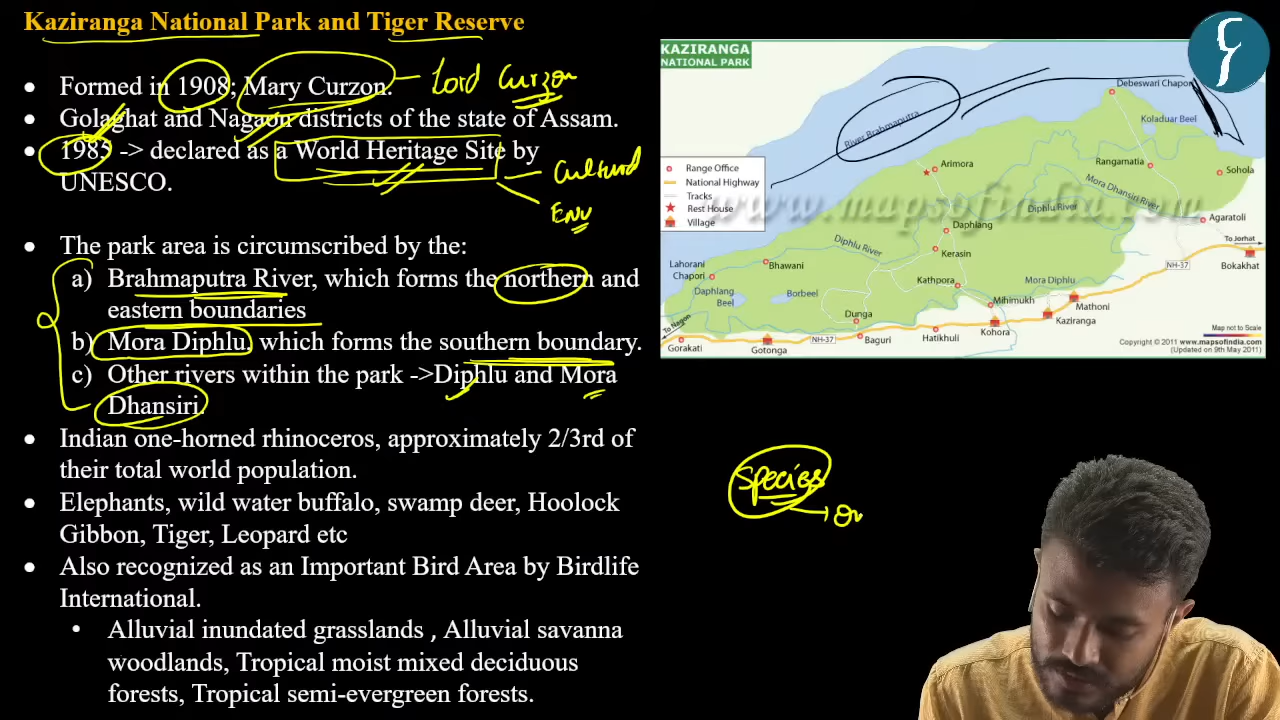 Kaziranga National Park and Tiger Reserve
• Formed in 1908; Mary Curzon. Lord Curzon
• Golaghat and Nagaon districts of the state of Assam.
• 1985 -> declared as a World Heritage Site by
UNESCO.
Cultural
Env
• The park area is circumscribed by the:
a) Brahmaputra River, which forms the northern and
eastern boundaries
b) Mora Diphlu, which forms the southern boundary.
c) Other rivers within the park ->Diphlu and Mora
Dhansiri.
• Indian one-horned rhinoceros, approximately 2/3rd of
their total world population.
• Elephants, wild water buffalo, swamp deer, Hoolock
Gibbon, Tiger, Leopard etc
• Also recognized as an Important Bird Area by Birdlife
International.
• Alluvial inundated grasslands , Alluvial savanna
woodlands, Tropical moist mixed deciduous
forests, Tropical semi-evergreen forests.
KAZIRANGA
NATIONAL PARK
Debeswari Chapori
River Brahmaputra
Koladuar Beel
Range Office
National Highway
Tracks
Rest House
Village
Arimora
Rangamatia
Sohola
Mora Dhansiri River
www.mapsofindia.com
Diphlu River
Agaratoli
Daphlang
Diphlu River
To Jorhat
Kerasin
NH-37
Bokakhat
Lahorani
Chapori
Bhawani
Kathpora
Mora Diphlu
Daphlang
Beel
Borbeel
Mihimukh
Mathoni
Dunga
Kohora
Kaziranga
To Nagon
NH-37
Gorakati
Gotonga
Baguri
Hatikhuli
Map not to Scale
Copyright © 2011 www.mapsofindia.com
(Updated on 9th May 2011)
Species